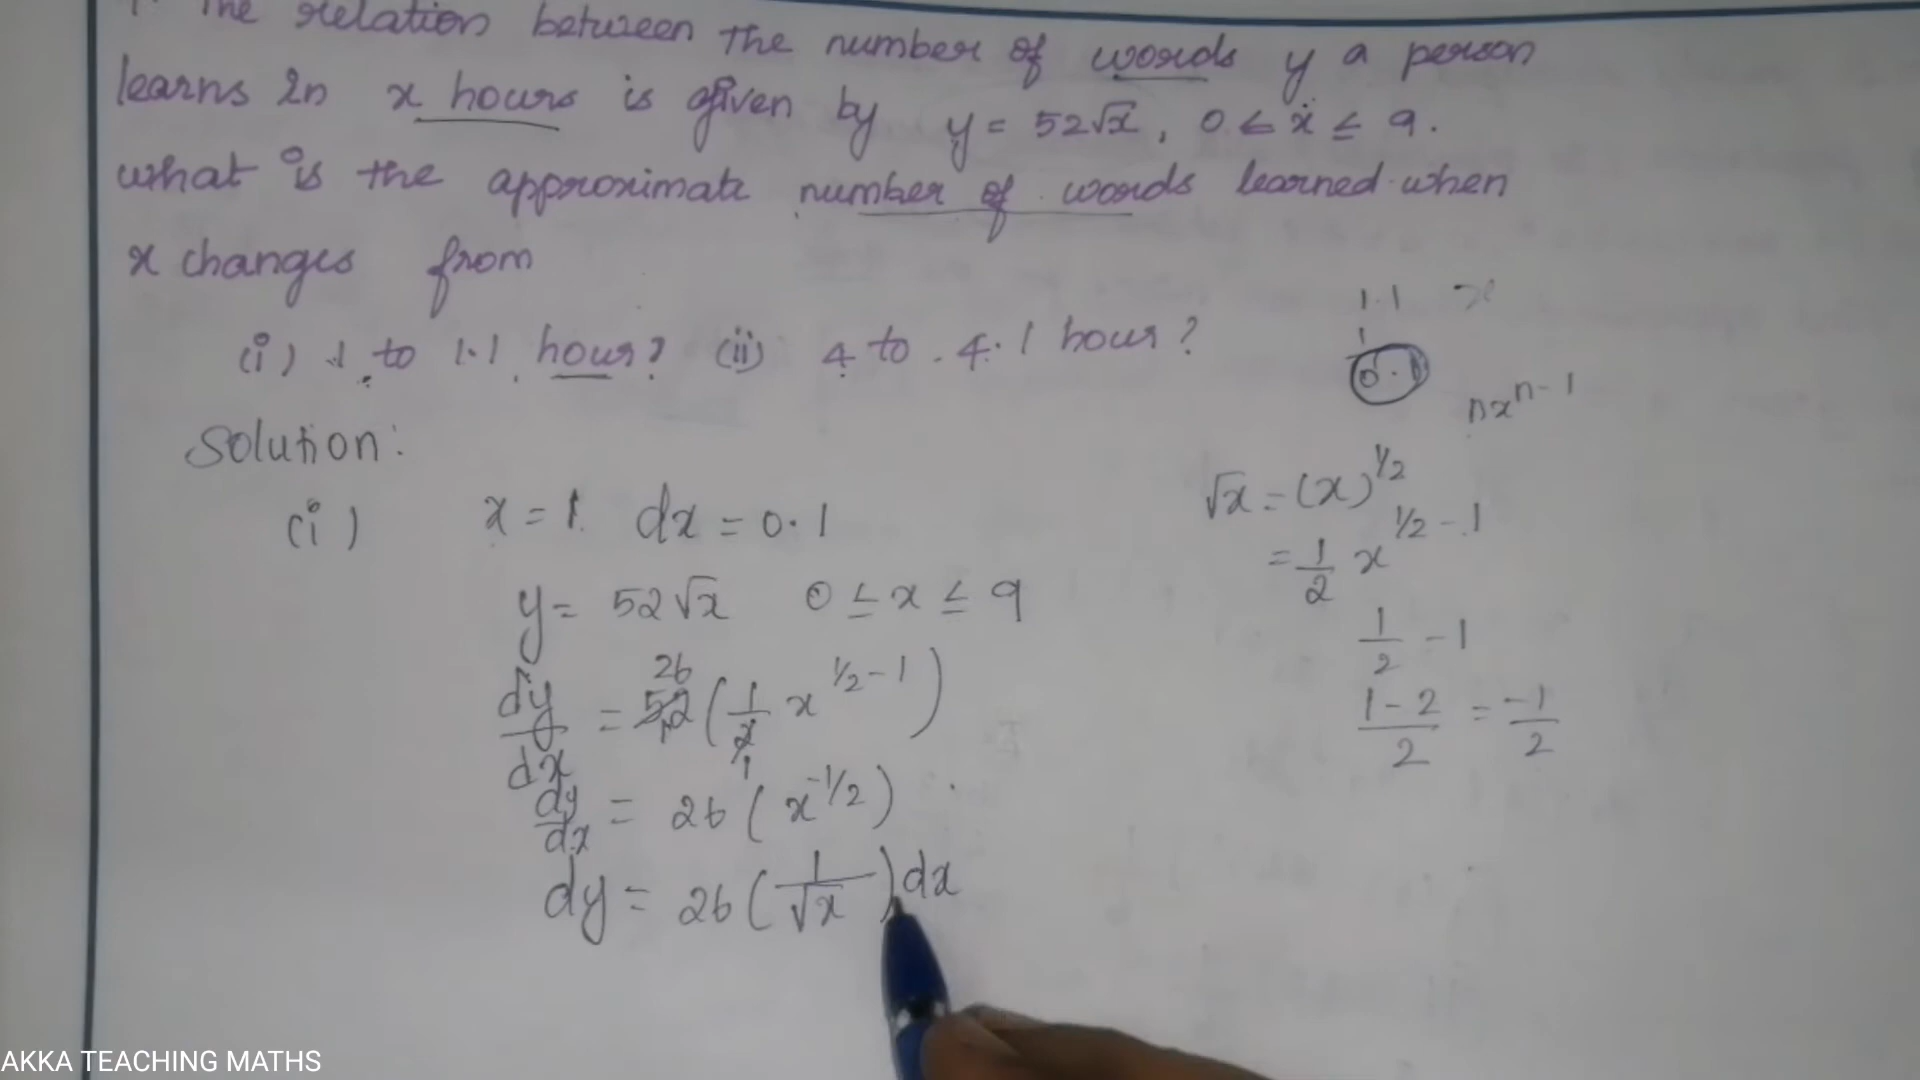 The relation between the number of words y a person
learns in x hours is given by y = 52√x, 0 ≤ x ≤ 9.
what is the approximate number of words learned when
x changes from
(i) 1 to 1.1 hour? (ii) 4 to 4.1 hour?
1.1 x
1
0.1
nx^{n-1}
Solution:
(i) x = 1 dx = 0.1
y = 52√x 0 ≤ x ≤ 9
dy/dx = 52 (1/2 x^{1/2 - 1})
26
1
1
dy/dx = 26 (x^{-1/2})
dy = 26 (1/√x) dx
√x = (x)^{1/2}
= 1/2 x^{1/2 - 1}
1/2 - 1
(1-2)/2 = -1/2
AKKA TEACHING MATHS